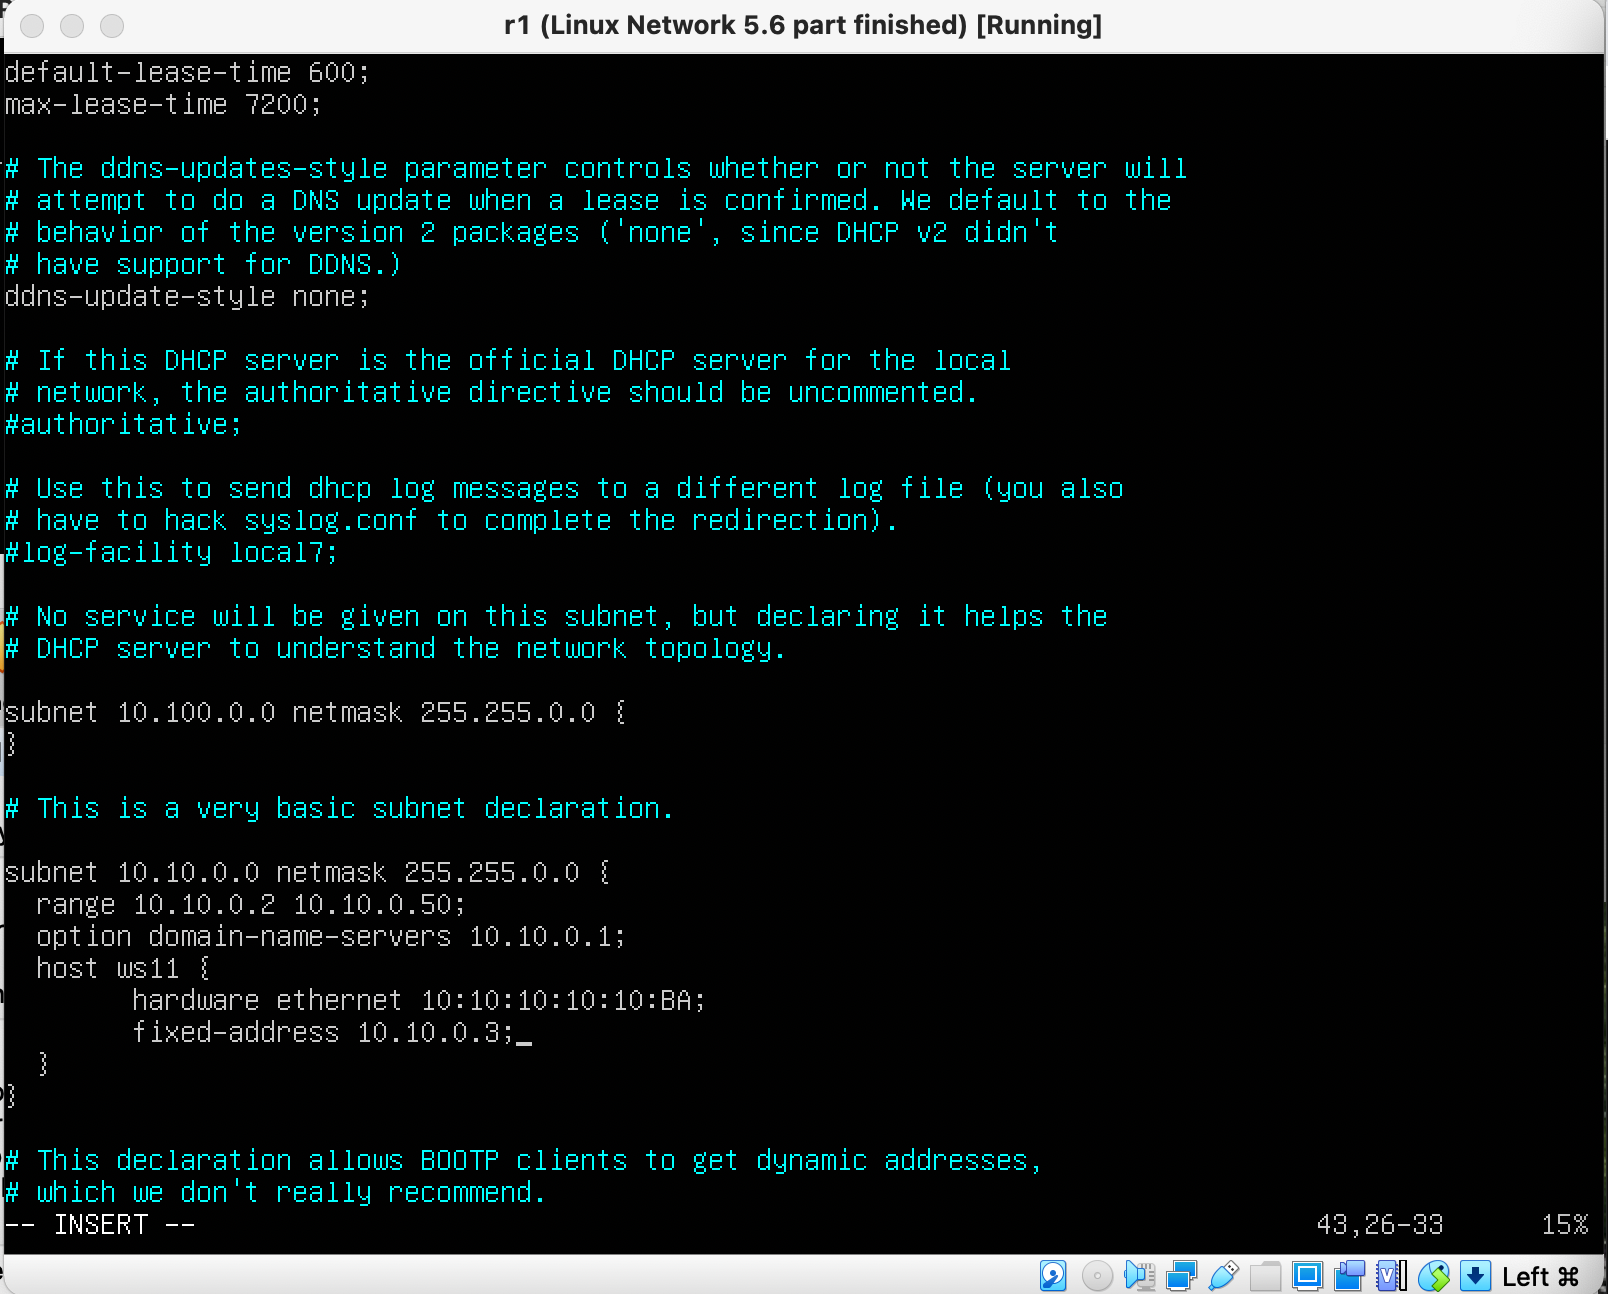 r1 (Linux Network 5.6 part finished) [Running]
default-lease-time 600;
max-lease-time 7200;
# The ddns-updates-style parameter controls whether or not the server will
# attempt to do a DNS update when a lease is confirmed. We default to the
# behavior of the version 2 packages ('none', since DHCP v2 didn't
# have support for DDNS.)
ddns-update-style none;
# If this DHCP server is the official DHCP server for the local
# network, the authoritative directive should be uncommented.
#authoritative;
# Use this to send dhcp log messages to a different log file (you also
# have to hack syslog.conf to complete the redirection).
#log-facility local7;
# No service will be given on this subnet, but declaring it helps the
# DHCP server to understand the network topology.
subnet 10.100.0.0 netmask 255.255.0.0 {
}
# This is a very basic subnet declaration.
subnet 10.10.0.0 netmask 255.255.0.0 {
  range 10.10.0.2 10.10.0.50;
  option domain-name-servers 10.10.0.1;
  host ws11 {
        hardware ethernet 10:10:10:10:10:BA;
        fixed-address 10.10.0.3;_
  }
}
# This declaration allows BOOTP clients to get dynamic addresses,
# which we don't really recommend.
-- INSERT -- 43,26-33 15%
Left ⌘